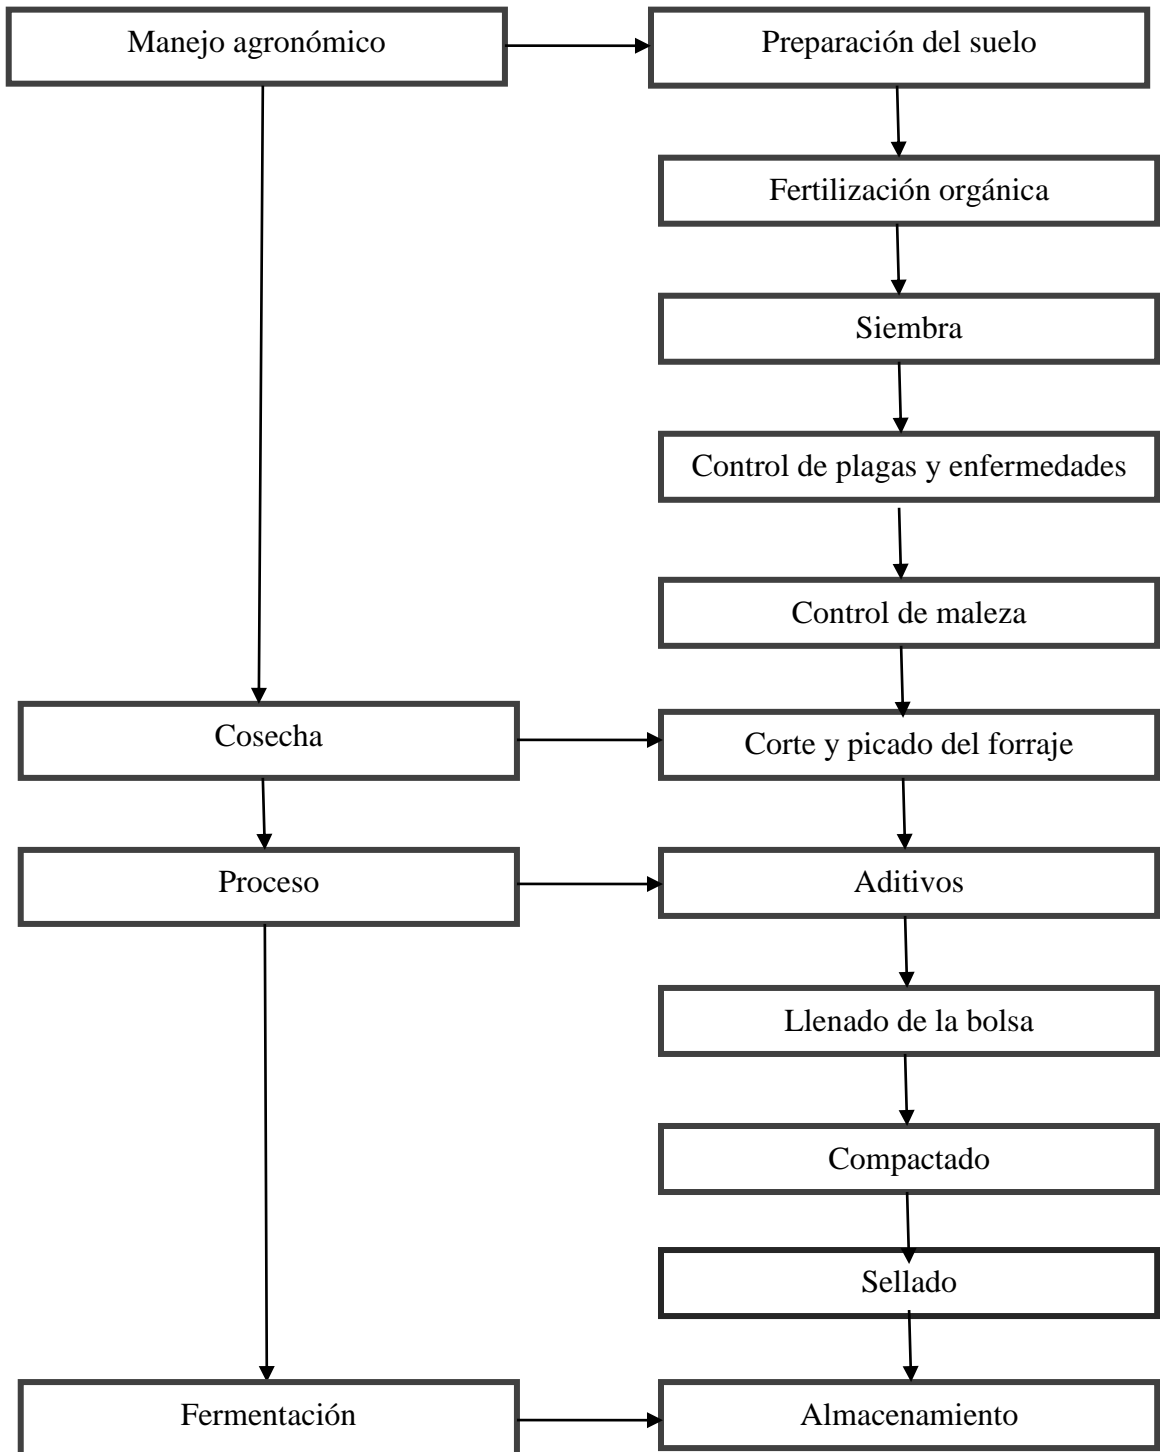 Manejo agronómico
Preparación del suelo
Fertilización orgánica
Siembra
Control de plagas y enfermedades
Control de maleza
Cosecha
Corte y picado del forraje
Proceso
Aditivos
Llenado de la bolsa
Compactado
Sellado
Fermentación
Almacenamiento